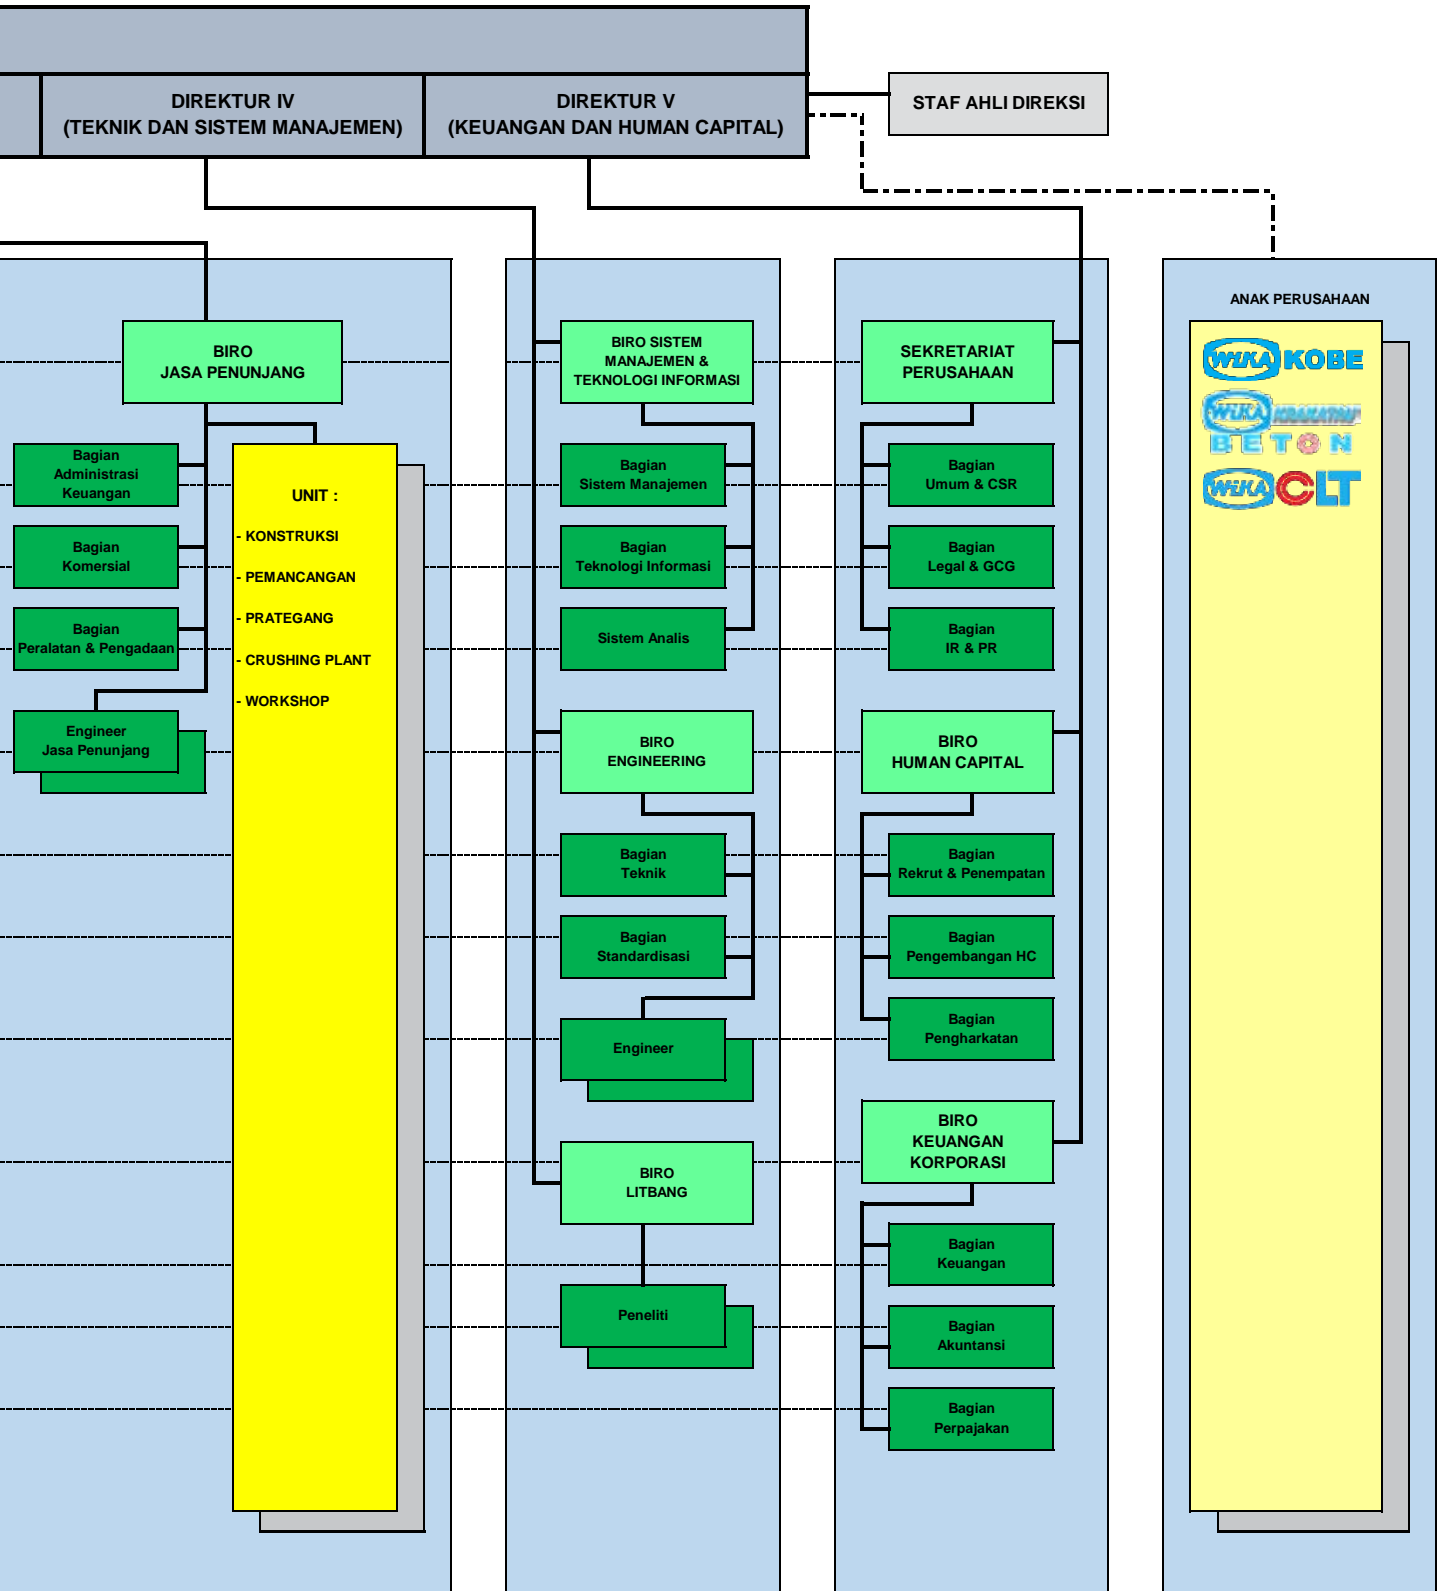 DIREKTUR IV
(TEKNIK DAN SISTEM MANAJEMEN)
DIREKTUR V
(KEUANGAN DAN HUMAN CAPITAL)
STAF AHLI DIREKSI
BIRO
JASA PENUNJANG
Bagian
Administrasi
Keuangan
Bagian
Komersial
Bagian
Peralatan & Pengadaan
Engineer
Jasa Penunjang
UNIT :
- KONSTRUKSI
- PEMANCANGAN
- PRATEGANG
- CRUSHING PLANT
- WORKSHOP
BIRO SISTEM
MANAJEMEN &
TEKNOLOGI INFORMASI
Bagian
Sistem Manajemen
Bagian
Teknologi Informasi
Sistem Analis
BIRO
ENGINEERING
Bagian
Teknik
Bagian
Standardisasi
Engineer
BIRO
LITBANG
Peneliti
SEKRETARIAT
PERUSAHAAN
Bagian
Umum & CSR
Bagian
Legal & GCG
Bagian
IR & PR
BIRO
HUMAN CAPITAL
Bagian
Rekrut & Penempatan
Bagian
Pengembangan HC
Bagian
Pengharkatan
BIRO
KEUANGAN
KORPORASI
Bagian
Keuangan
Bagian
Akuntansi
Bagian
Perpajakan
ANAK PERUSAHAAN
WIKA KOBE
WIKA KRAKATAU
BETON
WIKA CLT